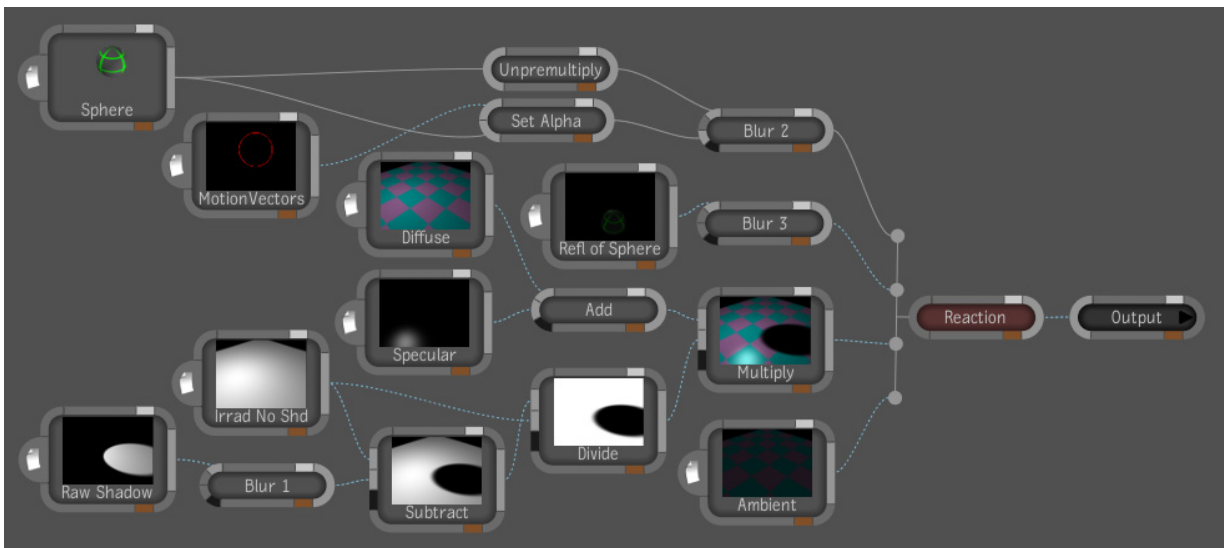 Sphere
Unpremultiply
Set Alpha
Blur 2
MotionVectors
Diffuse
Refl of Sphere
Blur 3
Specular
Add
Multiply
Reaction
Output
Irrad No Shd
Divide
Raw Shadow
Blur 1
Subtract
Ambient